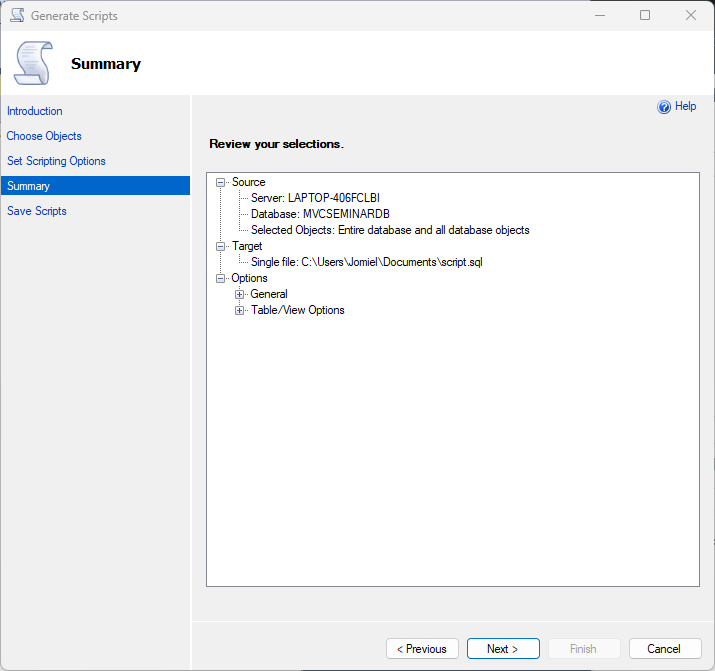 Generate Scripts
Summary
Introduction
Choose Objects
Set Scripting Options
Summary
Save Scripts
Help
Review your selections.
Source
Server: LAPTOP-406FCLBI
Database: MVCSEMINARDB
Selected Objects: Entire database and all database objects
Target
Single file: C:\Users\Jomiel\Documents\script.sql
Options
General
Table/View Options
< Previous
Next >
Finish
Cancel